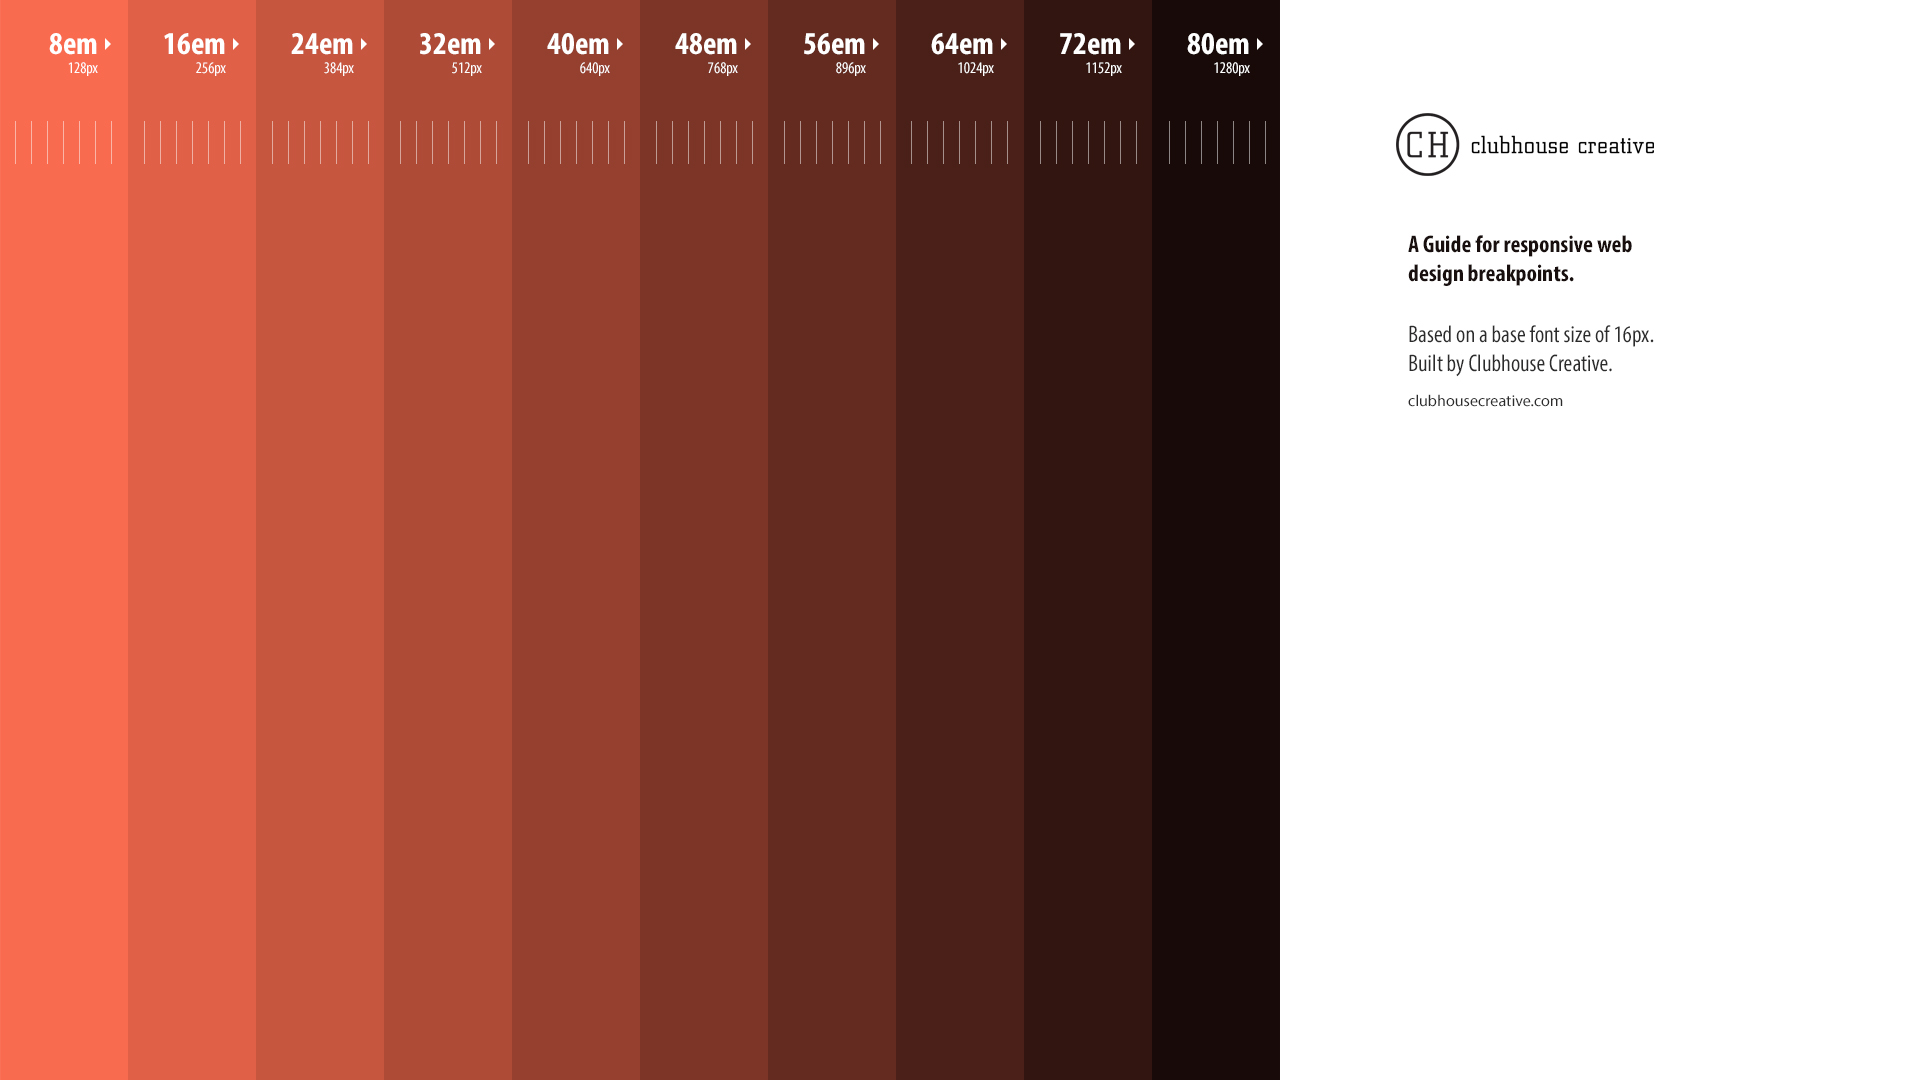 8em
128px
16em
256px
24em
384px
32em
512px
40em
640px
48em
768px
56em
896px
64em
1024px
72em
1152px
80em
1280px
CH clubhouse creative
A Guide for responsive web
design breakpoints.
Based on a base font size of 16px.
Built by Clubhouse Creative.
clubhousecreative.com